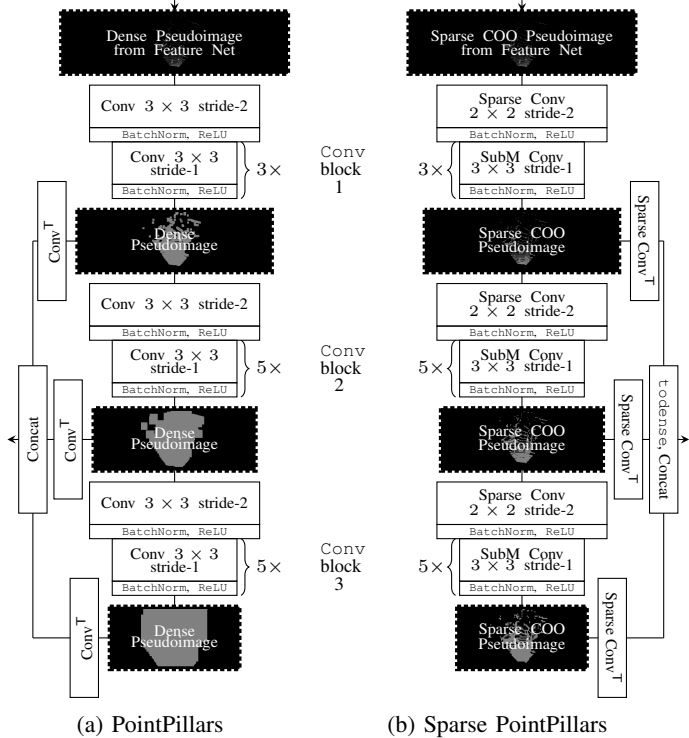 Dense Pseudoimage
from Feature Net
Conv 3 × 3 stride-2
BatchNorm, ReLU
Conv 3 × 3
stride-1
BatchNorm, ReLU
3×
Dense
Pseudoimage
Conv⊤
Conv 3 × 3 stride-2
BatchNorm, ReLU
Conv 3 × 3
stride-1
BatchNorm, ReLU
5×
Dense
Pseudoimage
Conv⊤
Concat
Conv 3 × 3 stride-2
BatchNorm, ReLU
Conv 3 × 3
stride-1
BatchNorm, ReLU
5×
Dense
Pseudoimage
Conv⊤
(a) PointPillars
Conv
block
1
Conv
block
2
Conv
block
3
Sparse COO Pseudoimage
from Feature Net
Sparse Conv
2 × 2 stride-2
BatchNorm, ReLU
3×
SubM Conv
3 × 3 stride-1
BatchNorm, ReLU
Sparse COO
Pseudoimage
Sparse Conv⊤
Sparse Conv
2 × 2 stride-2
BatchNorm, ReLU
5×
SubM Conv
3 × 3 stride-1
BatchNorm, ReLU
Sparse COO
Pseudoimage
Sparse Conv⊤
todense, Concat
Sparse Conv
2 × 2 stride-2
BatchNorm, ReLU
5×
SubM Conv
3 × 3 stride-1
BatchNorm, ReLU
Sparse COO
Pseudoimage
Sparse Conv⊤
(b) Sparse PointPillars